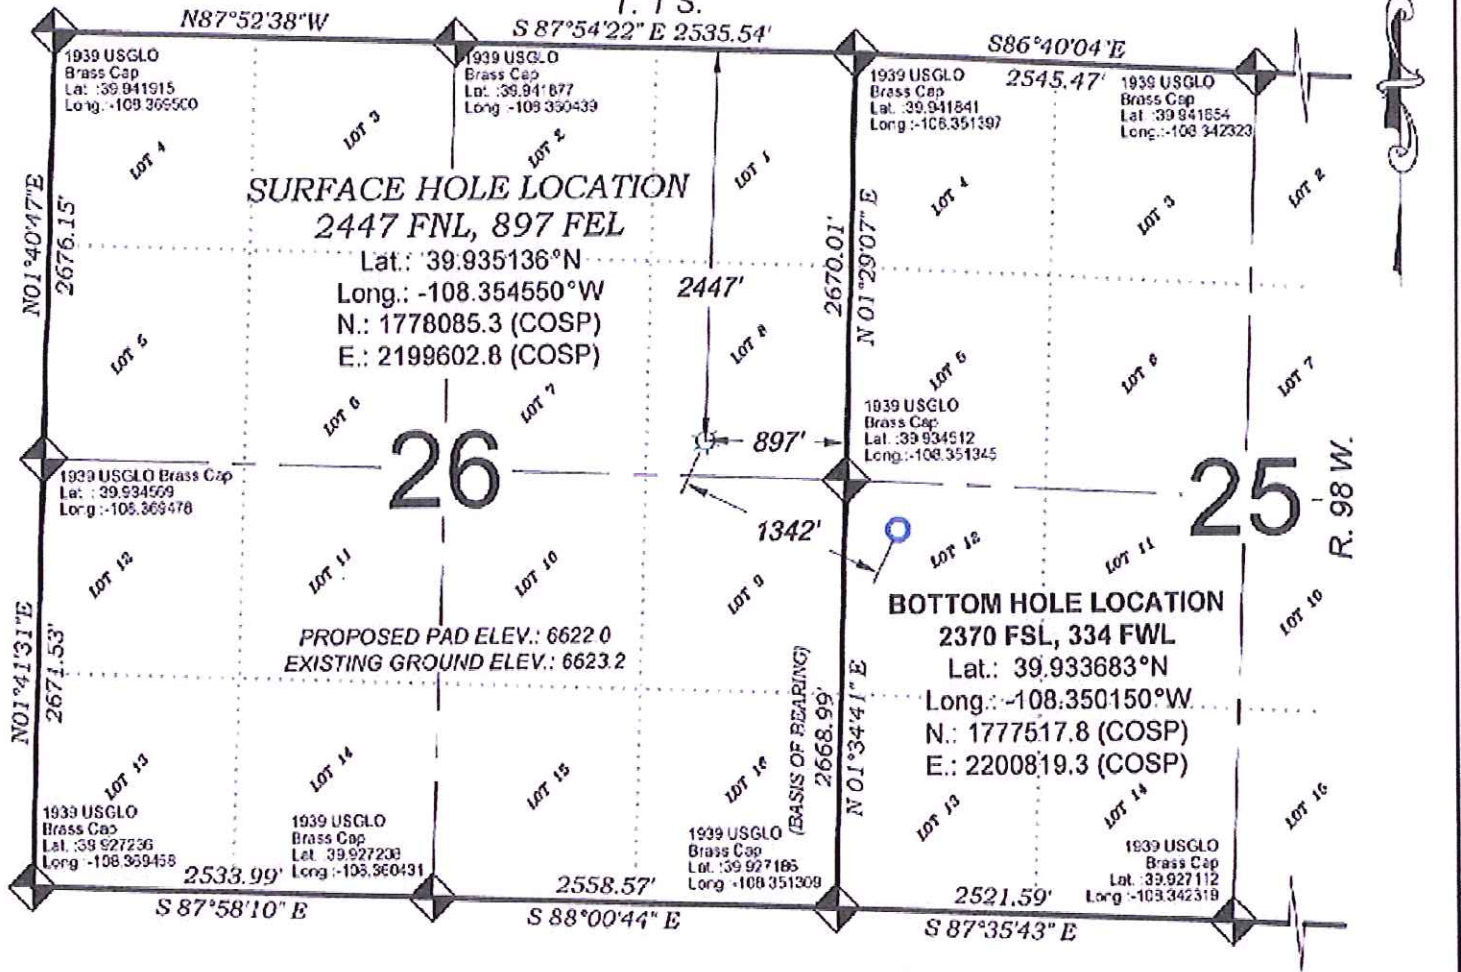 T. 1 S.
N87°52'38"W
S 87°54'22" E 2535.54'
S86°40'04"E
2545.47'
1939 USGLO
Brass Cap
Lat. :39.941915
Long.:-108.369500
1939 USGLO
Brass Cap
Lat. :39.941877
Long :-108.360439
1939 USGLO
Brass Cap
Lat. :39.941841
Long:-108.351397
1939 USGLO
Brass Cap
Lat. :39 941654
Long.:-108.342323
LOT 4
LOT 3
LOT 2
LOT 1
LOT 4
LOT 3
LOT 2
SURFACE HOLE LOCATION
2447 FNL, 897 FEL
Lat.: 39.935136°N
Long.: -108.354550°W
N.: 1778085.3 (COSP)
E.: 2199602.8 (COSP)
N01°40'47"E
2676.15'
2447'
2670.01'
N 01°29'07" E
LOT 5
LOT 6
LOT 7
LOT 8
LOT 5
LOT 6
LOT 7
1939 USGLO
Brass Cap
Lat. :39 934512
Long.:-108.351345
897'
26
25
R. 98 W.
1939 USGLO Brass Cap
Lat. : 39.934569
Long.:-108.369478
1342'
LOT 12
LOT 11
LOT 10
LOT 9
LOT 12
LOT 11
LOT 10
BOTTOM HOLE LOCATION
2370 FSL, 334 FWL
Lat.: 39.933683°N
Long.: -108.350150°W
N.: 1777517.8 (COSP)
E.: 2200819.3 (COSP)
PROPOSED PAD ELEV.: 6622.0
EXISTING GROUND ELEV.: 6623.2
N01°41'31"E
2671.53'
(BASIS OF BEARING)
2668.99'
N 01°34'41" E
LOT 13
LOT 14
LOT 15
LOT 16
LOT 13
LOT 14
LOT 15
1939 USGLO
Brass Cap
Lat. :39 927236
Long :-108.369458
1939 USGLO
Brass Cap
Lat. :39.927208
Long:-108.360431
1939 USGLO
Brass Cap
Lat. :39 927186
Long :-108 351309
1939 USGLO
Brass Cap
Lat. :39.927112
Long :-108.342319
2533.99'
S 87°58'10" E
2558.57'
S 88°00'44" E
2521.59'
S 87°35'43" E